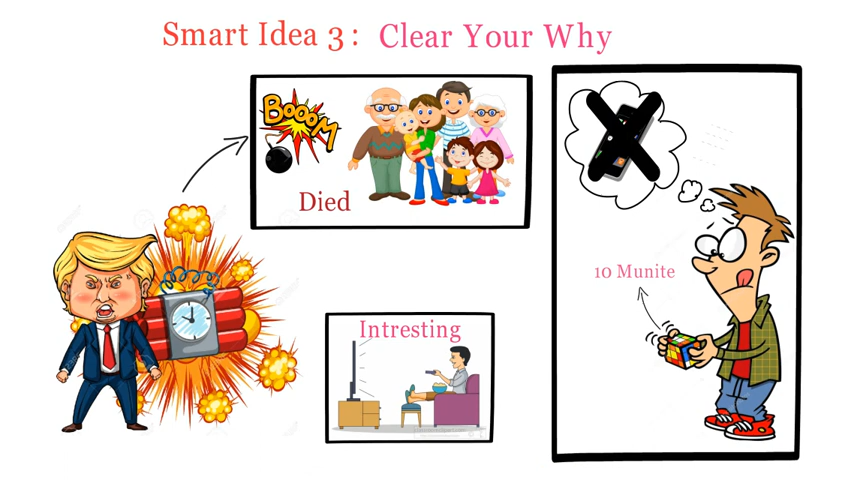 Smart Idea 3 : Clear Your Why
BOOOM
Died
10 Munite
Intresting